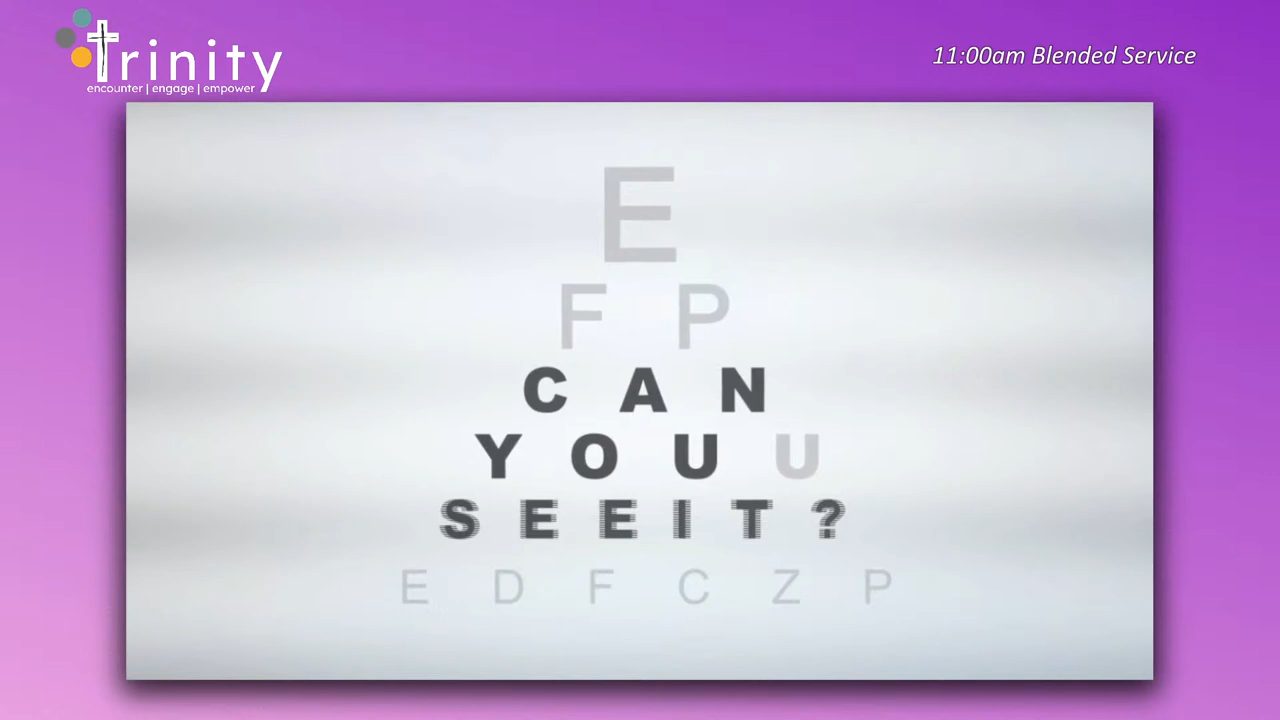 trinity
encounter | engage | empower
11:00am Blended Service
E
F P
C A N
Y O U U
S E E I T ?
E D F C Z P